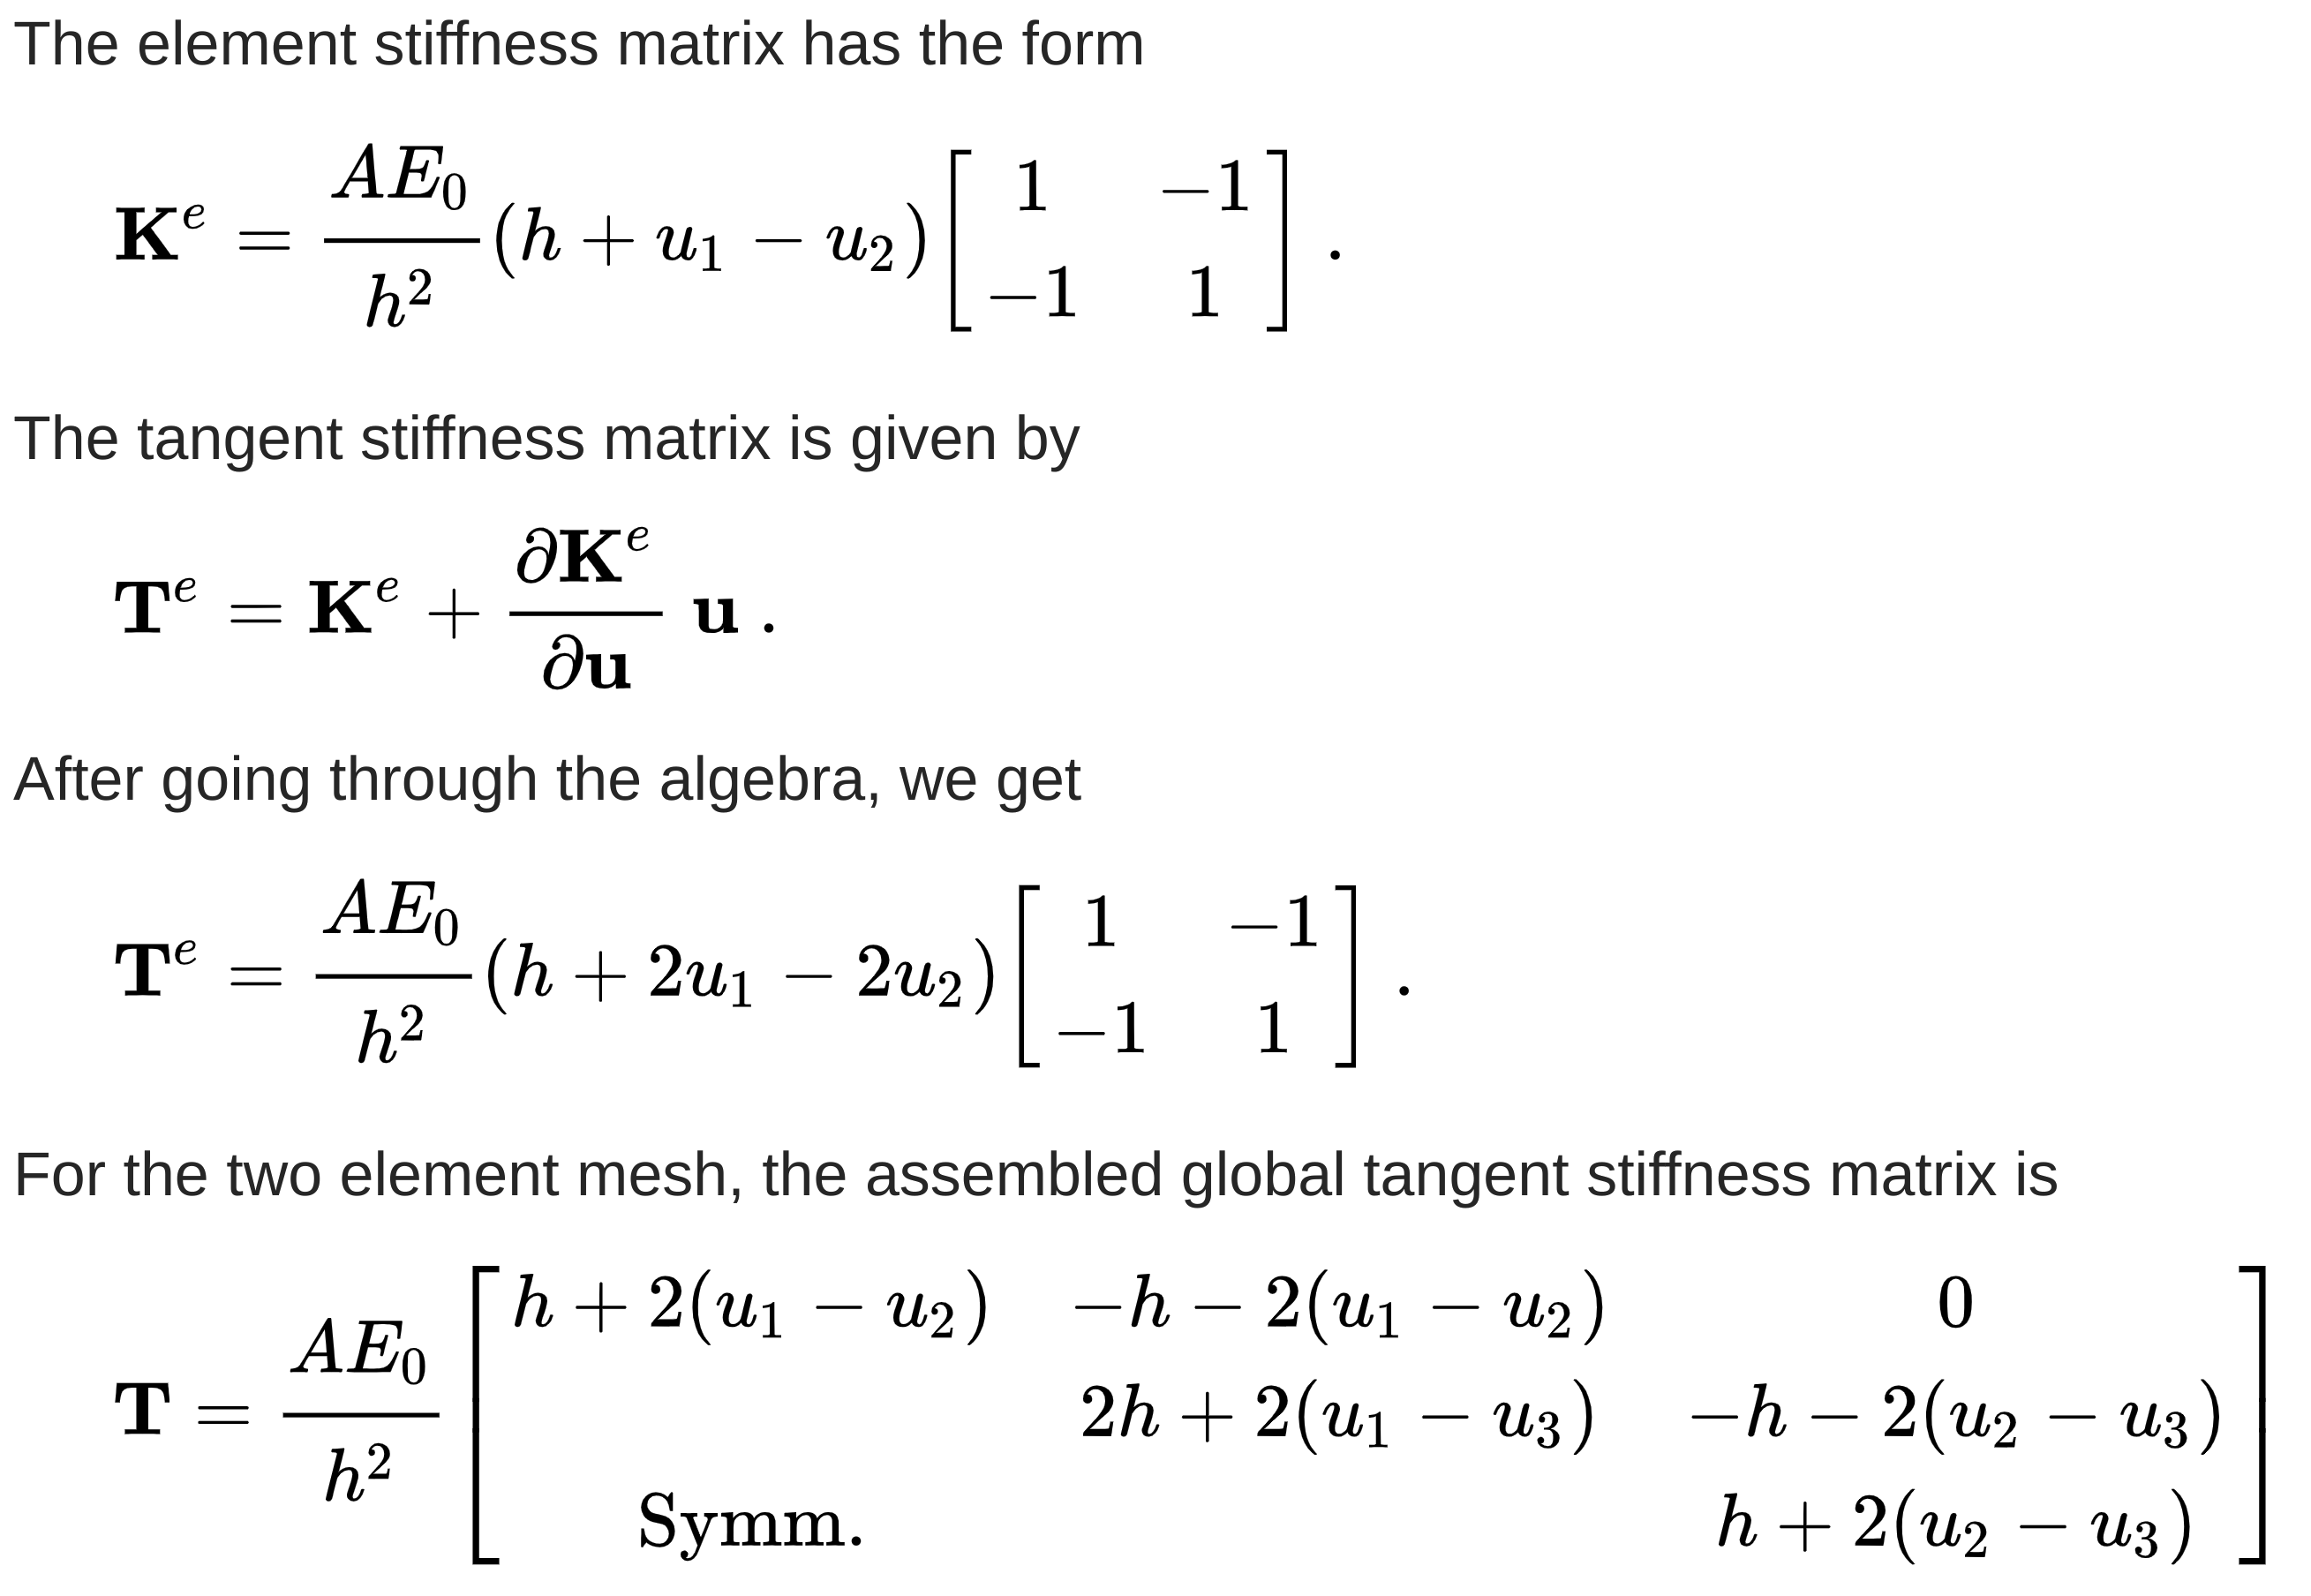 The element stiffness matrix has the form
$$\mathbf{K}^e = \frac{AE_0}{h^2}(h + u_1 - u_2)\begin{bmatrix} 1 & -1 \\ -1 & 1 \end{bmatrix}~.$$
The tangent stiffness matrix is given by
$$\mathbf{T}^e = \mathbf{K}^e + \frac{\partial \mathbf{K}^e}{\partial \mathbf{u}}~\mathbf{u}~.$$
After going through the algebra, we get
$$\mathbf{T}^e = \frac{AE_0}{h^2}(h + 2u_1 - 2u_2)\begin{bmatrix} 1 & -1 \\ -1 & 1 \end{bmatrix}~.$$
For the two element mesh, the assembled global tangent stiffness matrix is
$$\mathbf{T} = \frac{AE_0}{h^2}\begin{bmatrix} h + 2(u_1 - u_2) & -h - 2(u_1 - u_2) & 0 \\ & 2h + 2(u_1 - u_3) & -h - 2(u_2 - u_3) \\ \text{Symm.} & & h + 2(u_2 - u_3) \end{bmatrix}$$